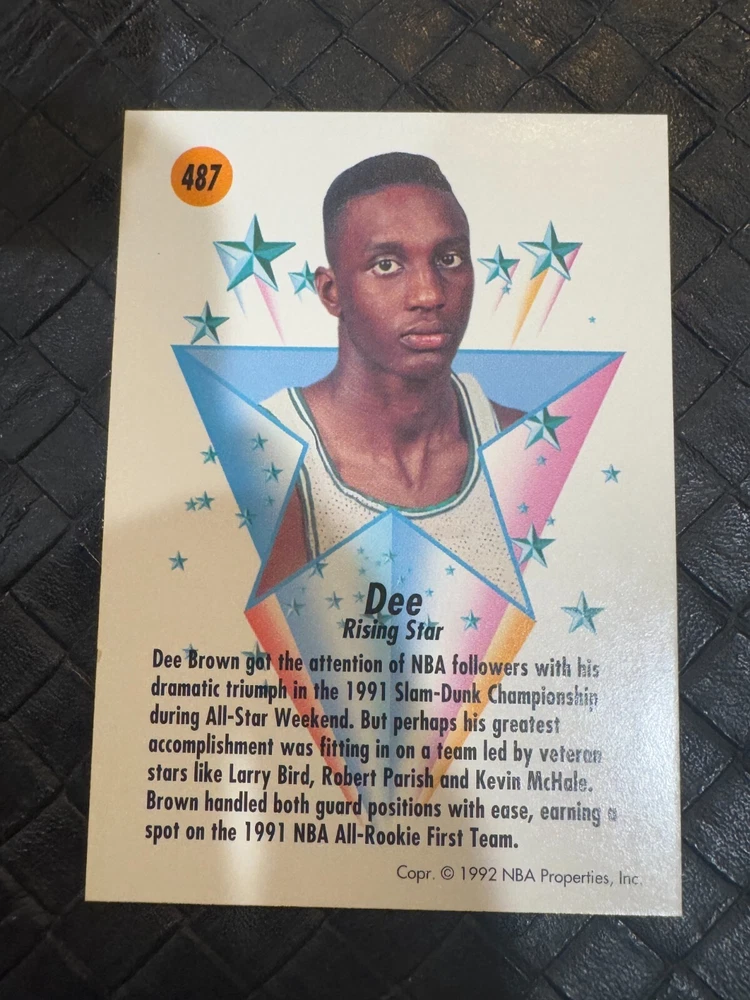 487
Dee
Rising Star
Dee Brown got the attention of NBA followers with his
dramatic triumph in the 1991 Slam-Dunk Championship
during All-Star Weekend. But perhaps his greatest
accomplishment was fitting in on a team led by veteran
stars like Larry Bird, Robert Parish and Kevin McHale.
Brown handled both guard positions with ease, earning a
spot on the 1991 NBA All-Rookie First Team.
Copr. © 1992 NBA Properties, Inc.